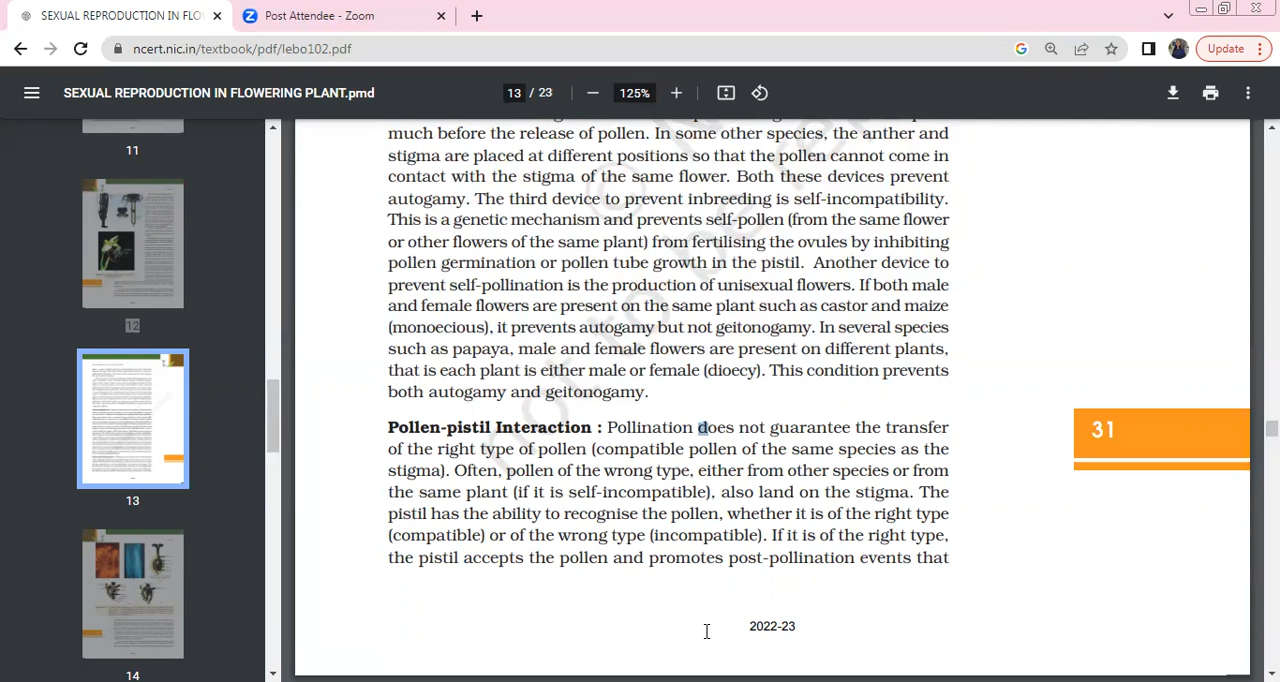 SEXUAL REPRODUCTION IN FLO
Post Attendee - Zoom
ncert.nic.in/textbook/pdf/lebo102.pdf
Update
SEXUAL REPRODUCTION IN FLOWERING PLANT.pmd
13 / 23
125%
11
12
13
14
much before the release of pollen. In some other species, the anther and
stigma are placed at different positions so that the pollen cannot come in
contact with the stigma of the same flower. Both these devices prevent
autogamy. The third device to prevent inbreeding is self-incompatibility.
This is a genetic mechanism and prevents self-pollen (from the same flower
or other flowers of the same plant) from fertilising the ovules by inhibiting
pollen germination or pollen tube growth in the pistil. Another device to
prevent self-pollination is the production of unisexual flowers. If both male
and female flowers are present on the same plant such as castor and maize
(monoecious), it prevents autogamy but not geitonogamy. In several species
such as papaya, male and female flowers are present on different plants,
that is each plant is either male or female (dioecy). This condition prevents
both autogamy and geitonogamy.
Pollen-pistil Interaction : Pollination does not guarantee the transfer
of the right type of pollen (compatible pollen of the same species as the
stigma). Often, pollen of the wrong type, either from other species or from
the same plant (if it is self-incompatible), also land on the stigma. The
pistil has the ability to recognise the pollen, whether it is of the right type
(compatible) or of the wrong type (incompatible). If it is of the right type,
the pistil accepts the pollen and promotes post-pollination events that
31
2022-23